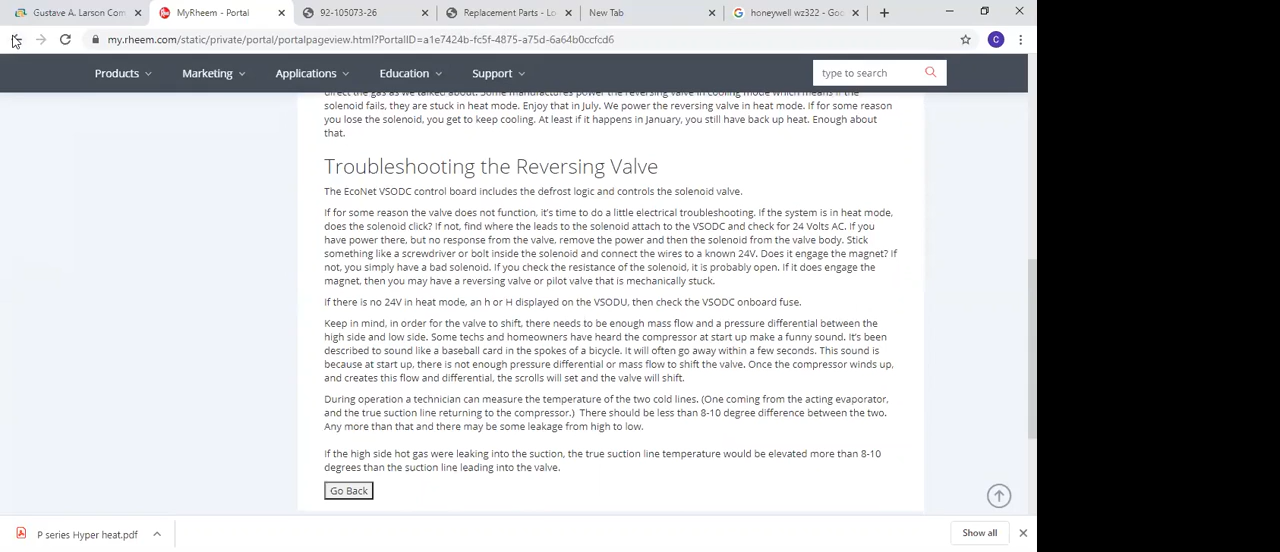 Gustave A. Larson Com
MyRheem - Portal
92-105073-26
Replacement Parts - Lo
New Tab
honeywell wz322 - Goo
my.rheem.com/static/private/portal/portalpageview.html?PortalID=a1e7424b-fc5f-4875-a75d-6a64b0ccfcd6
C
Products
Marketing
Applications
Education
Support
type to search
direct the gas as we talked about. Some manufactures power the reversing valve in cooling mode which means if the
solenoid fails, they are stuck in heat mode. Enjoy that in July. We power the reversing valve in heat mode. If for some reason
you lose the solenoid, you get to keep cooling. At least if it happens in January, you still have back up heat. Enough about
that.
Troubleshooting the Reversing Valve
The EcoNet VSODC control board includes the defrost logic and controls the solenoid valve.
If for some reason the valve does not function, it's time to do a little electrical troubleshooting. If the system is in heat mode,
does the solenoid click? If not, find where the leads to the solenoid attach to the VSODC and check for 24 Volts AC. If you
have power there, but no response from the valve, remove the power and then the solenoid from the valve body. Stick
something like a screwdriver or bolt inside the solenoid and connect the wires to a known 24V. Does it engage the magnet? If
not, you simply have a bad solenoid. If you check the resistance of the solenoid, it is probably open. If it does engage the
magnet, then you may have a reversing valve or pilot valve that is mechanically stuck.
If there is no 24V in heat mode, an h or H displayed on the VSODU, then check the VSODC onboard fuse.
Keep in mind, in order for the valve to shift, there needs to be enough mass flow and a pressure differential between the
high side and low side. Some techs and homeowners have heard the compressor at start up make a funny sound. It's been
described to sound like a baseball card in the spokes of a bicycle. It will often go away within a few seconds. This sound is
because at start up, there is not enough pressure differential or mass flow to shift the valve. Once the compressor winds up,
and creates this flow and differential, the scrolls will set and the valve will shift.
During operation a technician can measure the temperature of the two cold lines. (One coming from the acting evaporator,
and the true suction line returning to the compressor.) There should be less than 8-10 degree difference between the two.
Any more than that and there may be some leakage from high to low.
If the high side hot gas were leaking into the suction, the true suction line temperature would be elevated more than 8-10
degrees than the suction line leading into the valve.
Go Back
P series Hyper heat.pdf
Show all